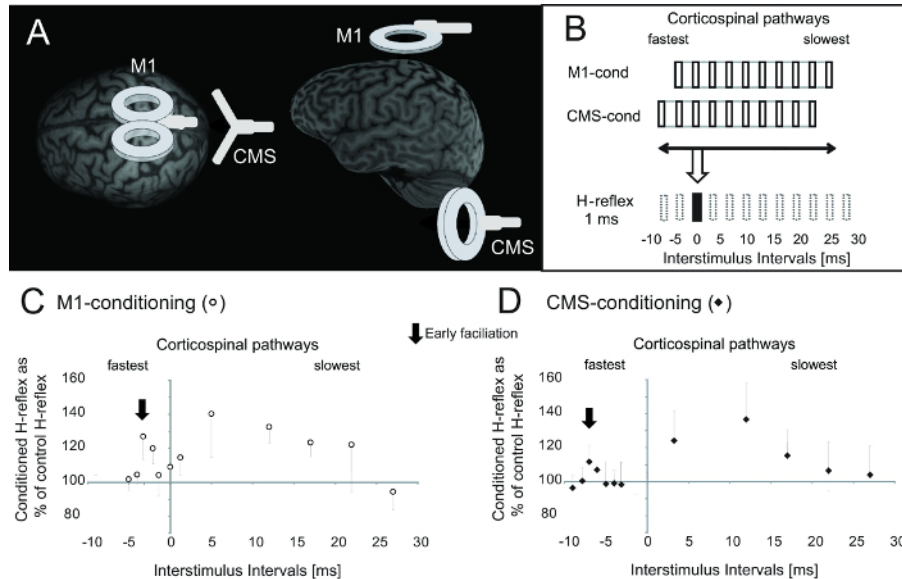 A
M1
CMS
M1
CMS
B
Corticospinal pathways
fastest
slowest
M1-cond
CMS-cond
H-reflex
1 ms
-10 -5 0 5 10 15 20 25 30
Interstimulus Intervals [ms]
C M1-conditioning (○)
Early faciliation
Corticospinal pathways
fastest
slowest
Conditioned H-reflex as
% of control H-reflex
160
140
120
100
80
-10 -5 0 5 10 15 20 25 30
Interstimulus Intervals [ms]
D CMS-conditioning (◆)
Corticospinal pathways
fastest
slowest
Conditioned H-reflex as
% of control H-reflex
160
140
120
100
80
-10 -5 0 5 10 15 20 25 30
Interstimulus Intervals [ms]